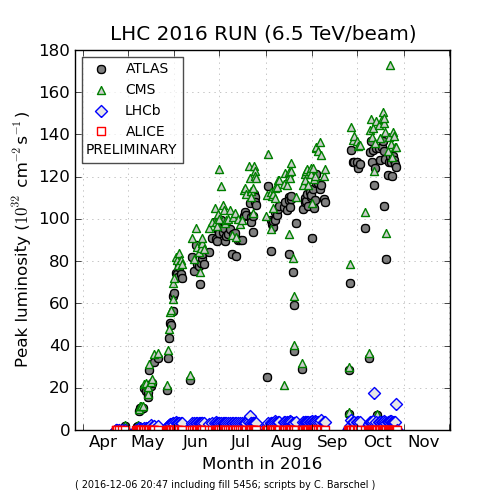 LHC 2016 RUN (6.5 TeV/beam)
Peak luminosity (10³² cm⁻² s⁻¹)
180
160
140
120
100
80
60
40
20
0
ATLAS
CMS
LHCb
ALICE
PRELIMINARY
Apr May Jun Jul Aug Sep Oct Nov
Month in 2016
( 2016-12-06 20:47 including fill 5456; scripts by C. Barschel )